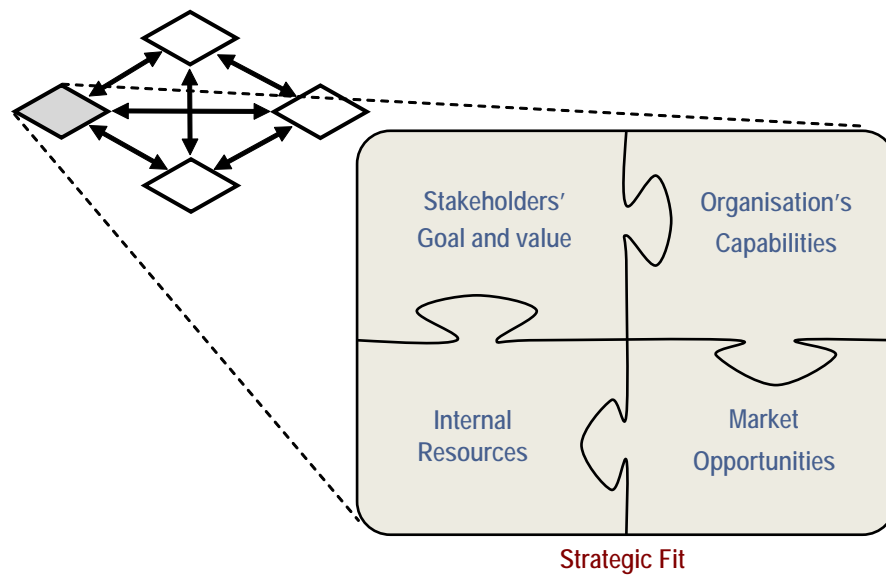 Stakeholders'
Goal and value
Organisation's
Capabilities
Internal
Resources
Market
Opportunities
Strategic Fit